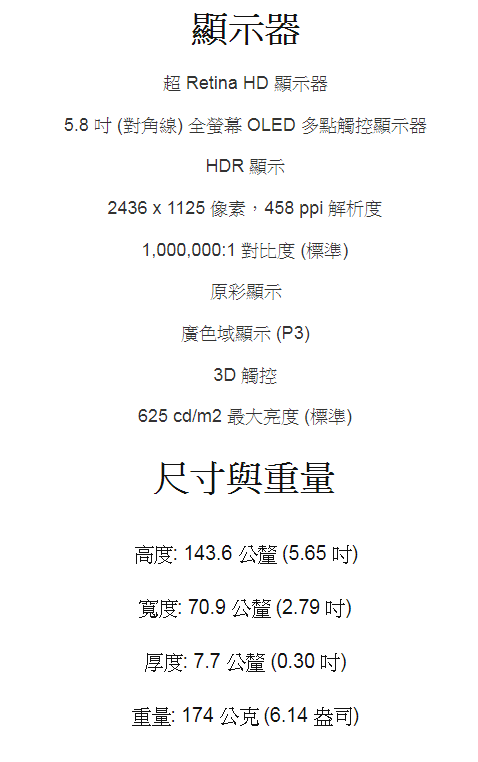 顯示器
超 Retina HD 顯示器
5.8 吋 (對角線) 全螢幕 OLED 多點觸控顯示器
HDR 顯示
2436 x 1125 像素，458 ppi 解析度
1,000,000:1 對比度 (標準)
原彩顯示
廣色域顯示 (P3)
3D 觸控
625 cd/m2 最大亮度 (標準)
尺寸與重量
高度: 143.6 公釐 (5.65 吋)
寬度: 70.9 公釐 (2.79 吋)
厚度: 7.7 公釐 (0.30 吋)
重量: 174 公克 (6.14 盎司)